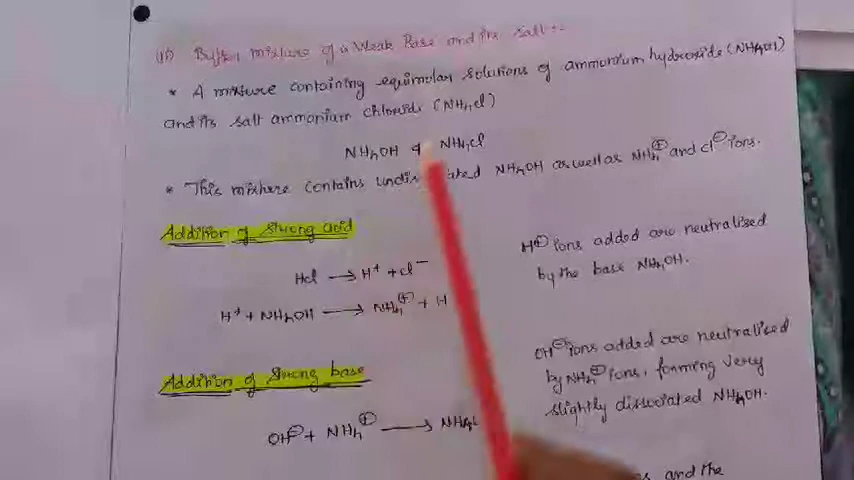 (ii) Buffer mixture of a Weak Base and its salt :-
* A mixture containing equimolar solutions of ammonium hydroxide (NH4OH)
and its salt ammonium chloride (NH4Cl)
NH4OH + NH4Cl
* This mixture contains undis ated NH4OH as well as NH4⊕ and Cl⊖ ions.
Addition of strong acid
HCl → H+ + Cl−
H⊕ ions added are neutralised
by the base NH4OH.
H+ + NH4OH → NH4⊕ + H
Addition of strong base
OH⊖ ions added are neutralised
by NH4⊕ ions, forming very
slightly dissociated NH4OH.
OH⊖ + NH4⊕ → NH4
and the